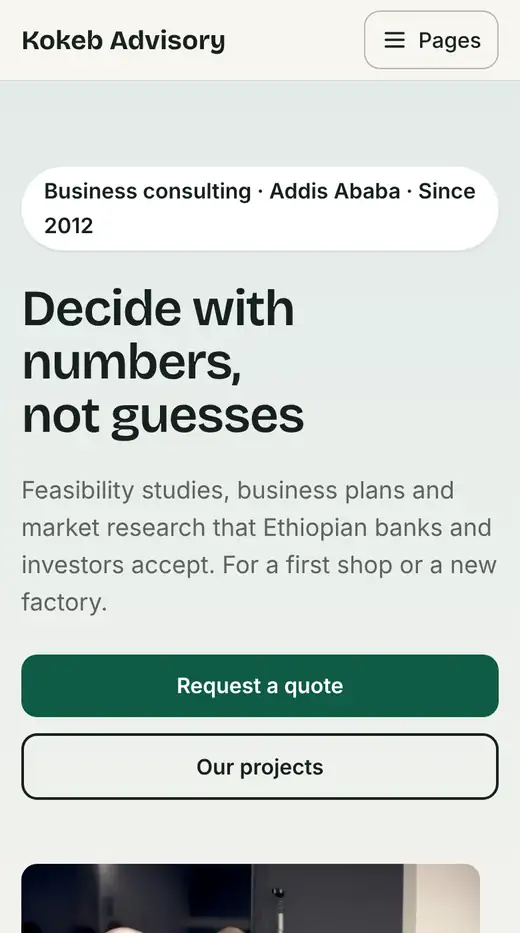 Kokeb Advisory
Pages
Business consulting · Addis Ababa · Since
2012
Decide with
numbers,
not guesses
Feasibility studies, business plans and
market research that Ethiopian banks and
investors accept. For a first shop or a new
factory.
Request a quote
Our projects